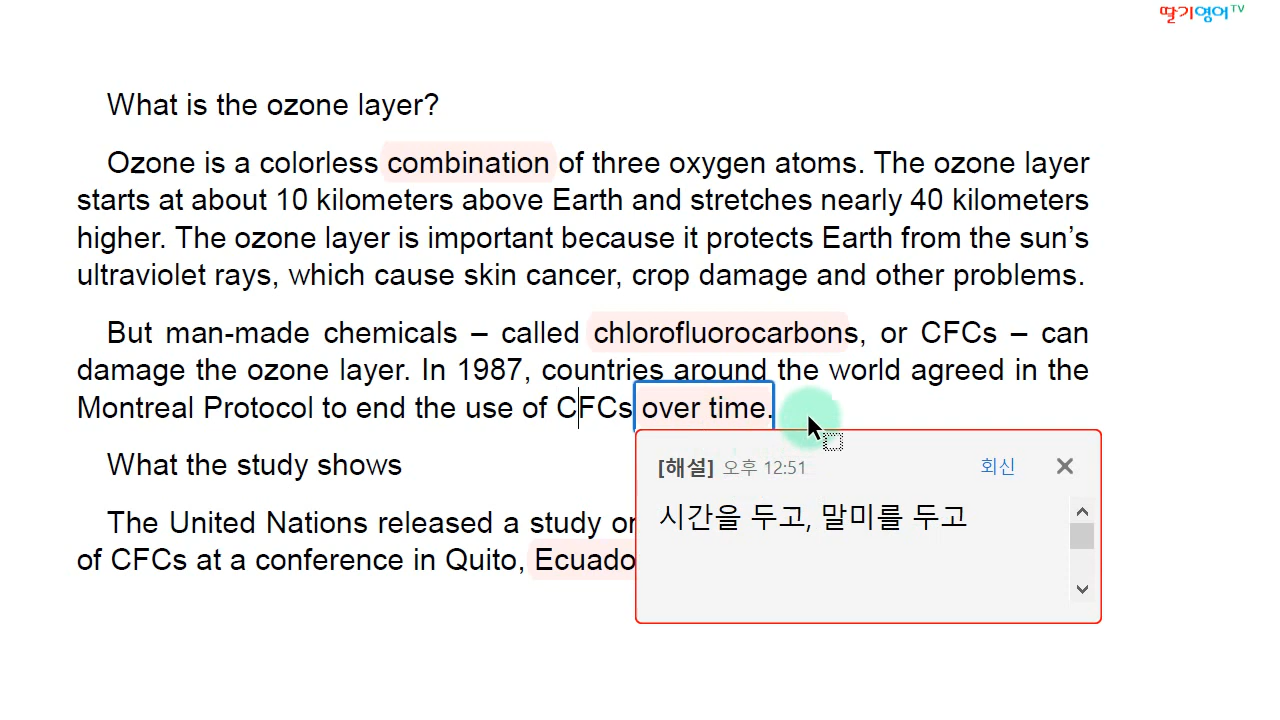 딸기영어TV
What is the ozone layer?
Ozone is a colorless combination of three oxygen atoms. The ozone layer
starts at about 10 kilometers above Earth and stretches nearly 40 kilometers
higher. The ozone layer is important because it protects Earth from the sun’s
ultraviolet rays, which cause skin cancer, crop damage and other problems.
But man-made chemicals – called chlorofluorocarbons, or CFCs – can
damage the ozone layer. In 1987, countries around the world agreed in the
Montreal Protocol to end the use of CFCs over time.
What the study shows
The United Nations released a study
of CFCs at a conference in Quito, Ecuado
[해설] 오후 12:51 회신
시간을 두고, 말미를 두고